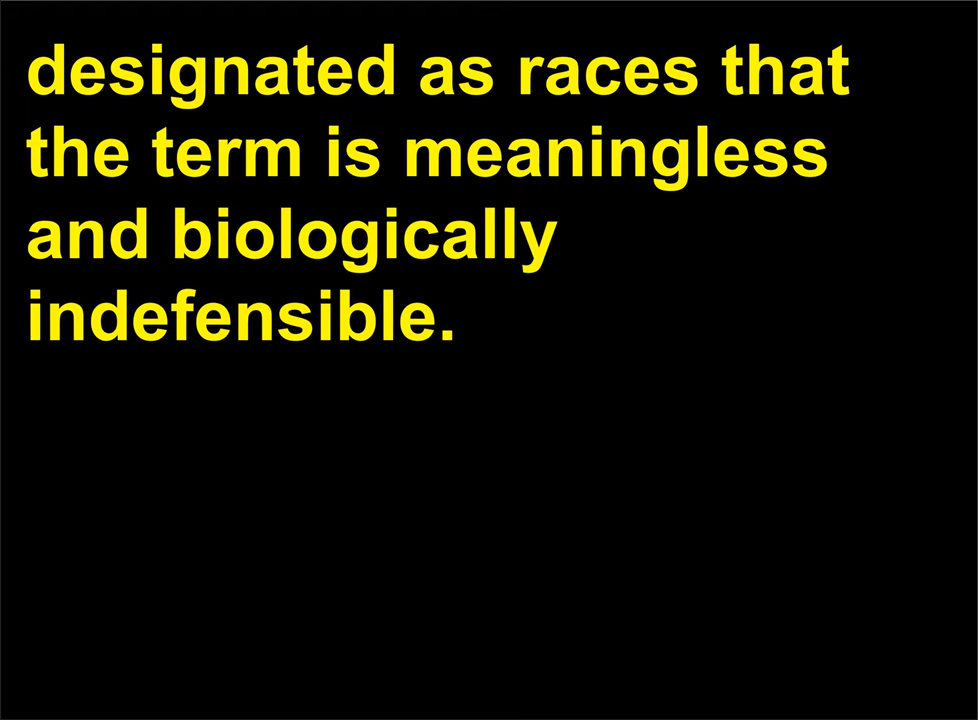 designated as races that
the term is meaningless
and biologically
indefensible.